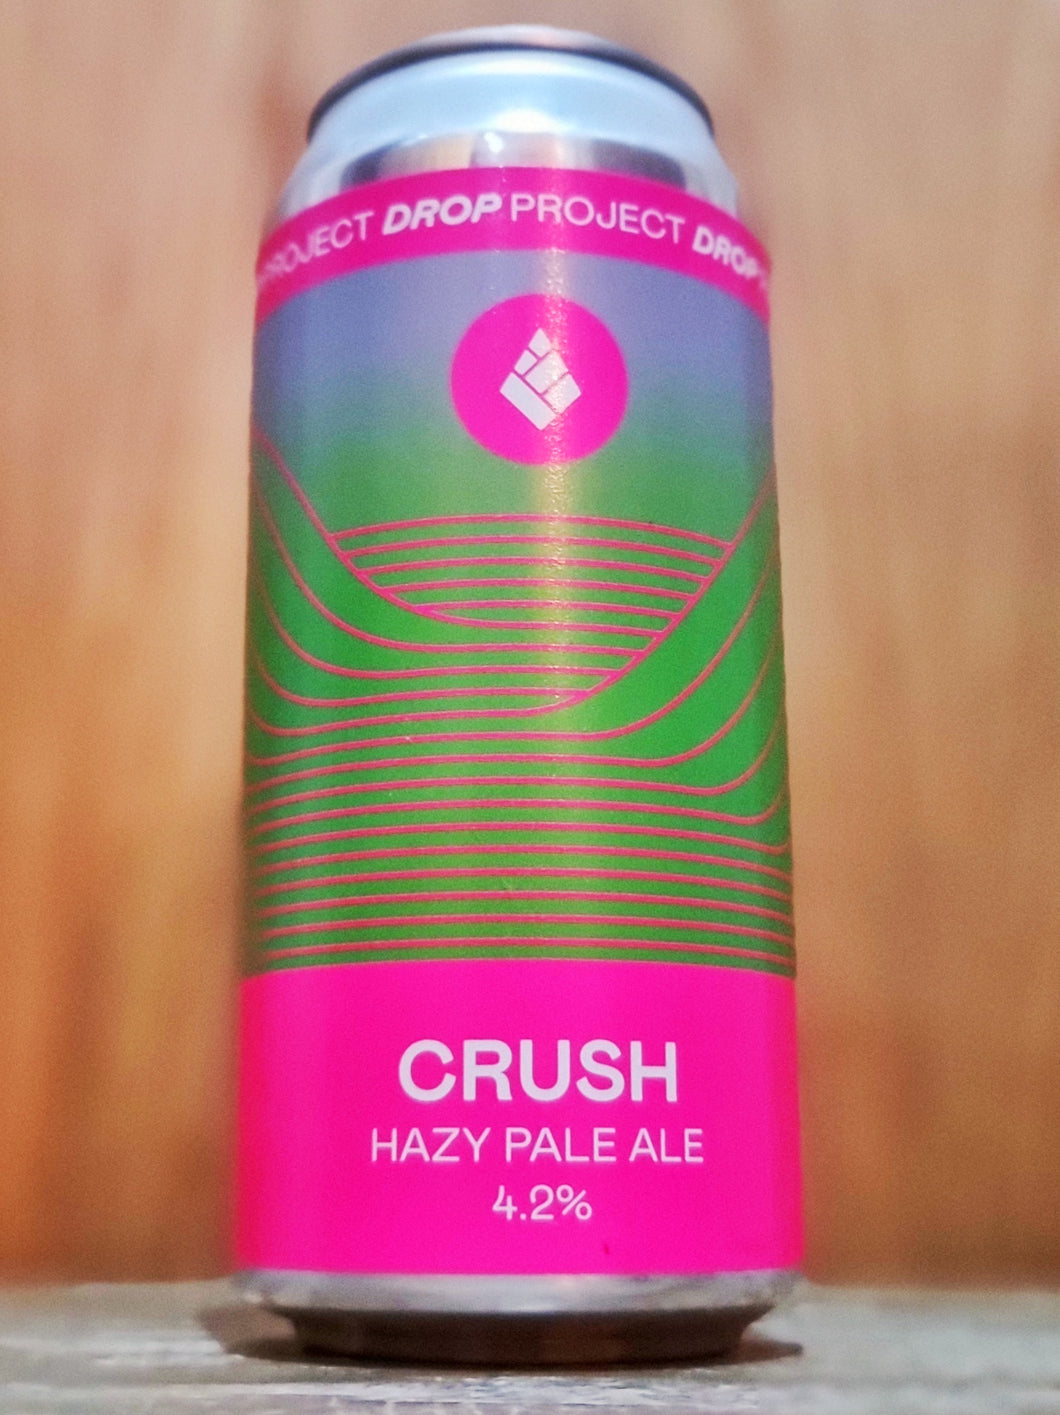 PROJECT DROP PROJECT DROP
CRUSH
HAZY PALE ALE
4.2%